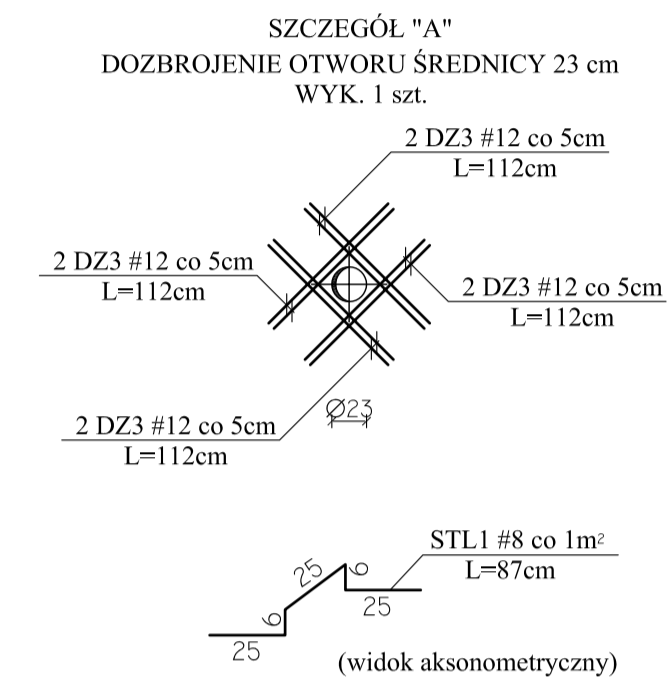 SZCZEGÓŁ "A"
DOZBROJENIE OTWORU ŚREDNICY 23 cm
WYK. 1 szt.
2 DZ3 #12 co 5cm
L=112cm
2 DZ3 #12 co 5cm
L=112cm
2 DZ3 #12 co 5cm
L=112cm
2 DZ3 #12 co 5cm
L=112cm
Ø23
STL1 #8 co 1m²
L=87cm
25
6
25
6
25
(widok aksonometryczny)